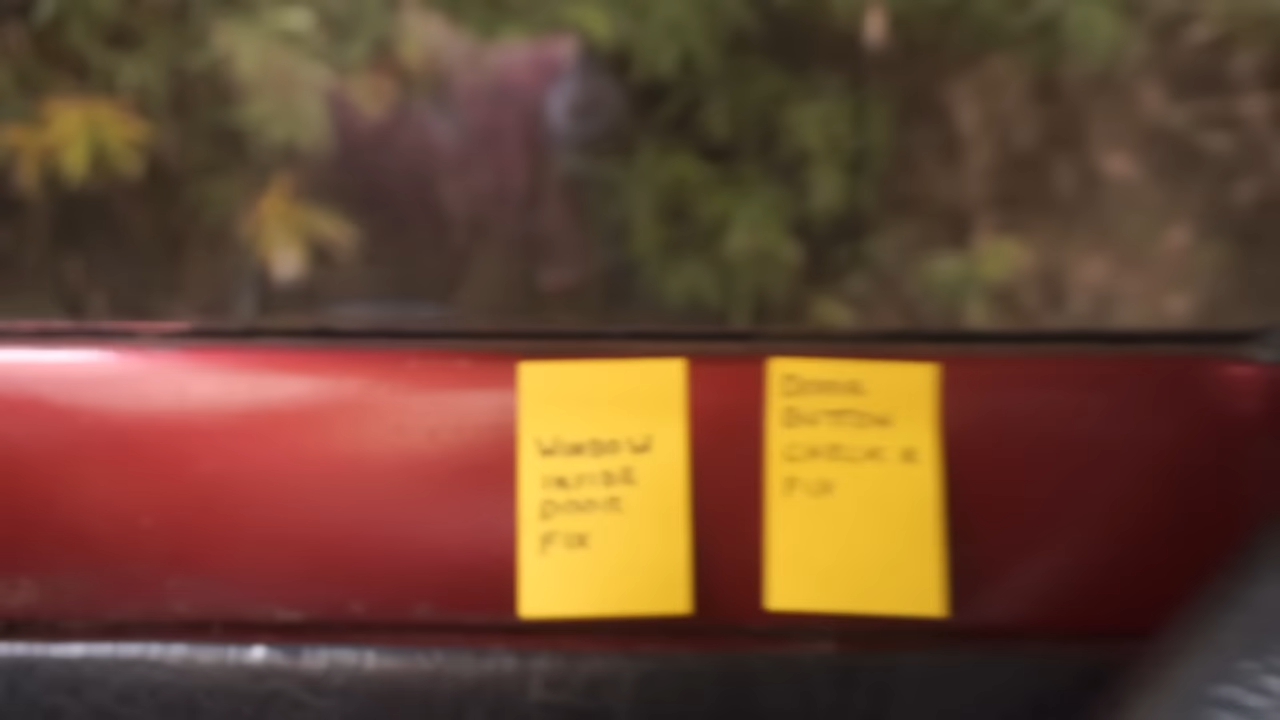 WINDOW
INSIDE
DOOR
FIX
DOOR
BUTTON
CHECK &
FIX